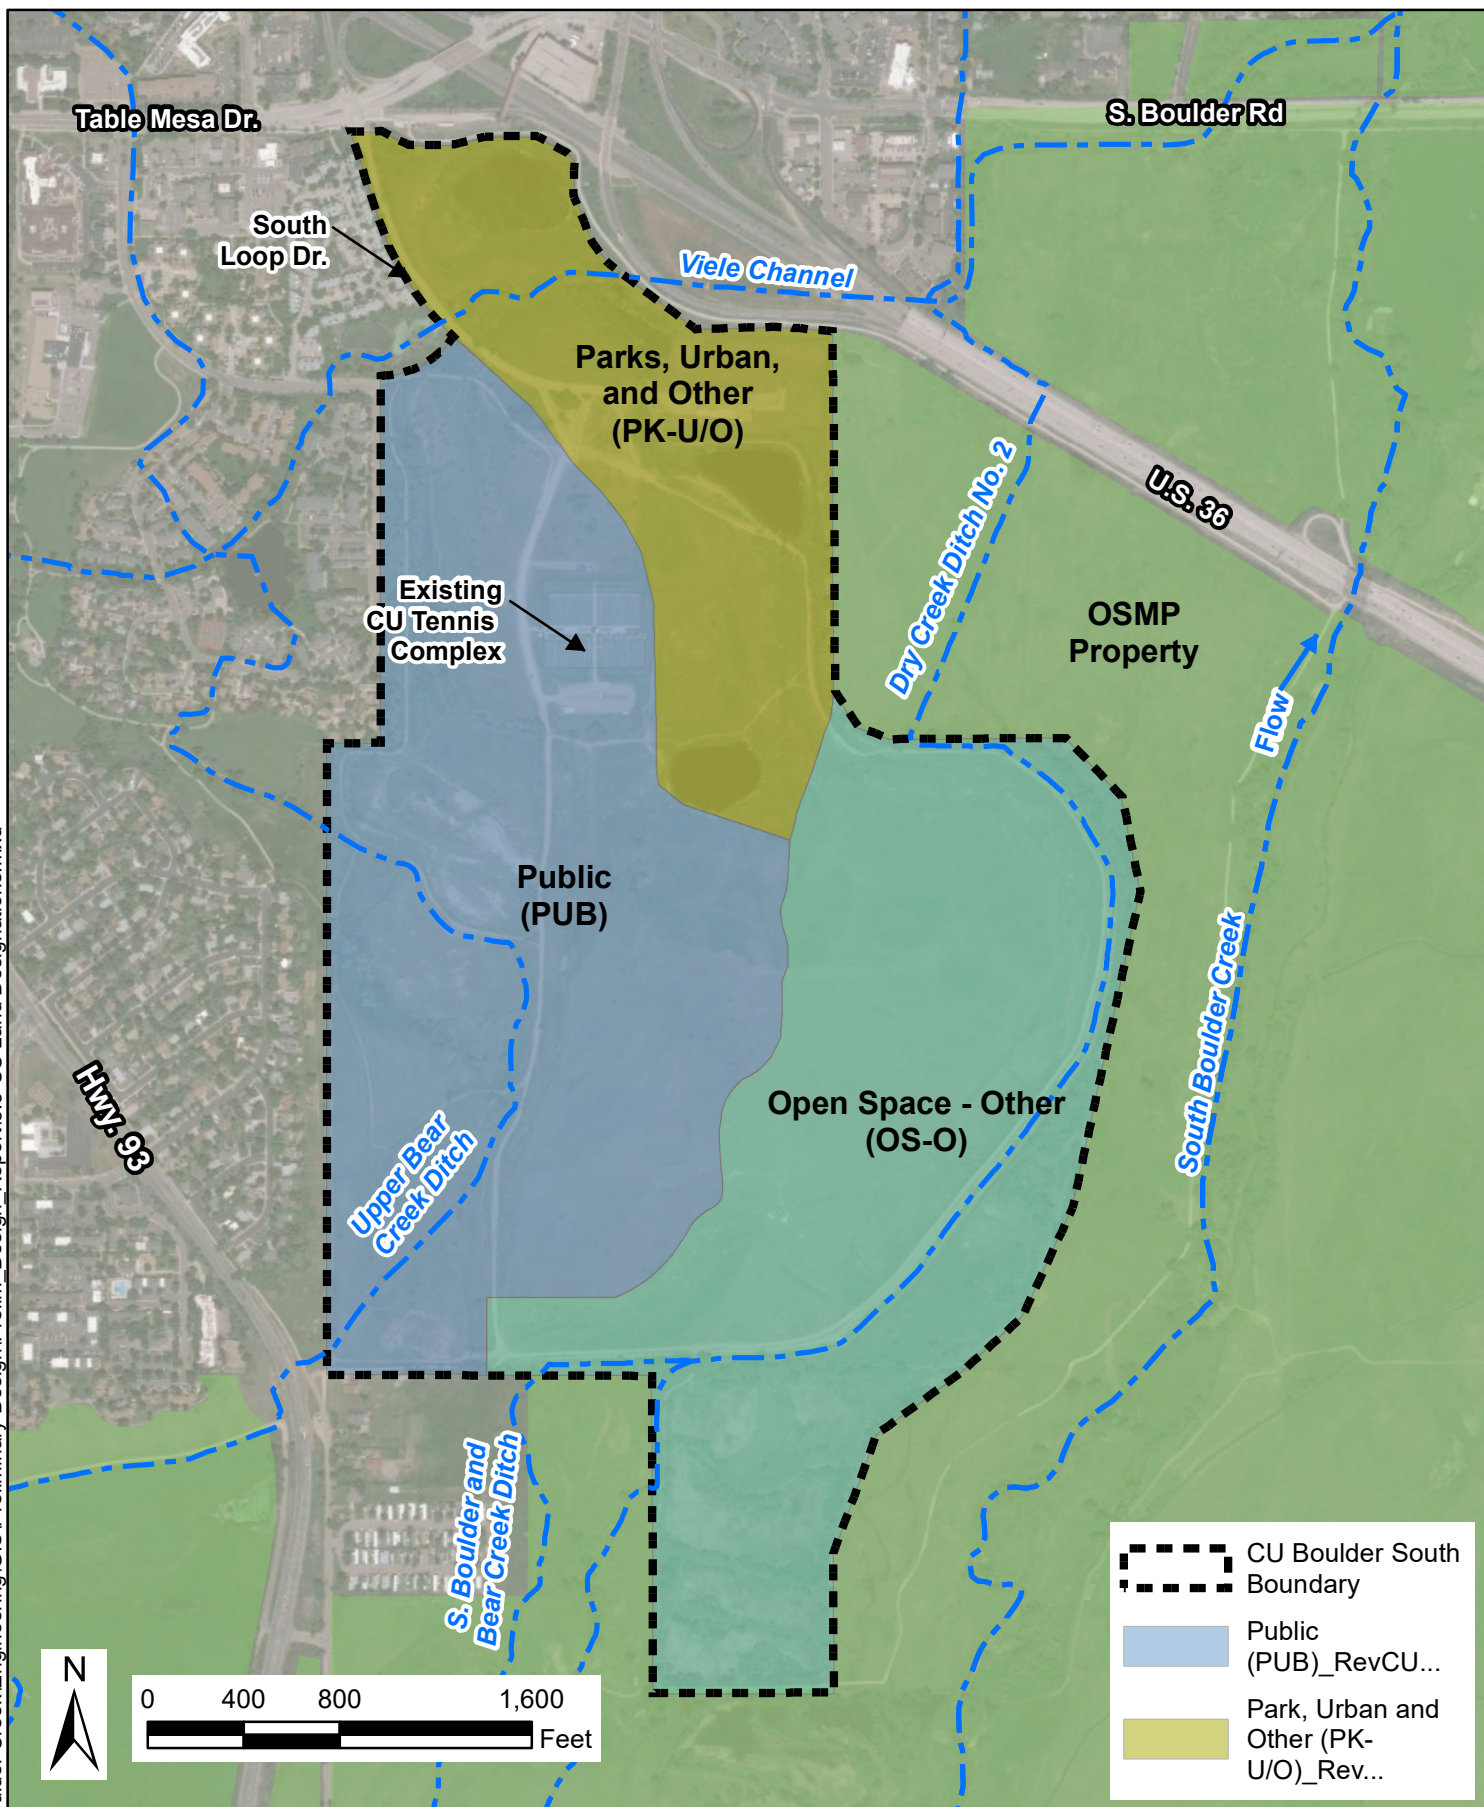 Table Mesa Dr.
S. Boulder Rd
South
Loop Dr.
Viele Channel
Parks, Urban,
and Other
(PK-U/O)
Dry Creek Ditch No. 2
U.S. 36
Existing
CU Tennis
Complex
OSMP
Property
Flow
Public
(PUB)
South Boulder Creek
Hwy. 93
Open Space - Other
(OS-O)
Upper Bear
Creek Ditch
S. Boulder and
Bear Creek Ditch
N
0 400 800 1,600
Feet
CU Boulder South
Boundary
Public
(PUB)_RevCU...
Park, Urban and
Other (PK-
U/O)_Rev...